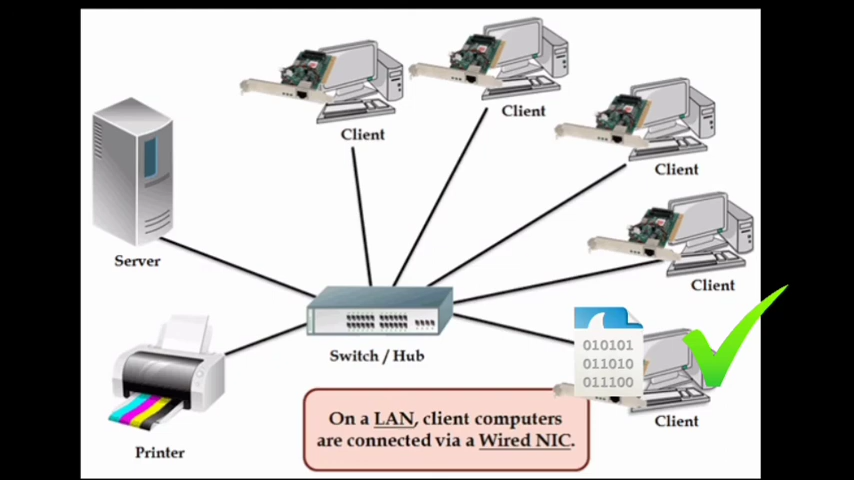 Client
Client
Client
Client
Server
Switch / Hub
010101
011010
011100
Client
On a LAN, client computers
are connected via a Wired NIC.
Printer